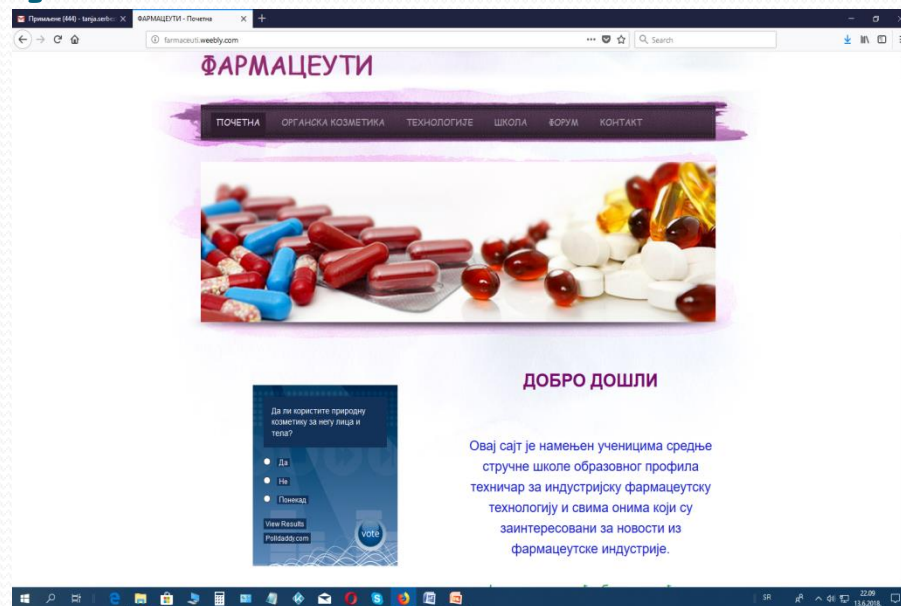 Примљене (444) - tanja.serbez
ФАРМАЦЕУТИ - Почетна
farmaceuti.weebly.com
Search
ФАРМАЦЕУТИ
ПОЧЕТНА ОРГАНСКА КОЗМЕТИКА ТЕХНОЛОГИЈЕ ШКОЛА ФОРУМ КОНТАКТ
ДОБРО ДОШЛИ
Да ли користите природну
козметику за негу лица и
тела?
Да
Не
Понекад
View Results
Polldaddy.com
vote
Овај сајт је намењен ученицима средње
стручне школе образовног профила
техничар за индустријску фармацеутску
технологију и свима онима који су
заинтересовани за новости из
фармацеутске индустрије.
SR
22.09
13.6.2018.